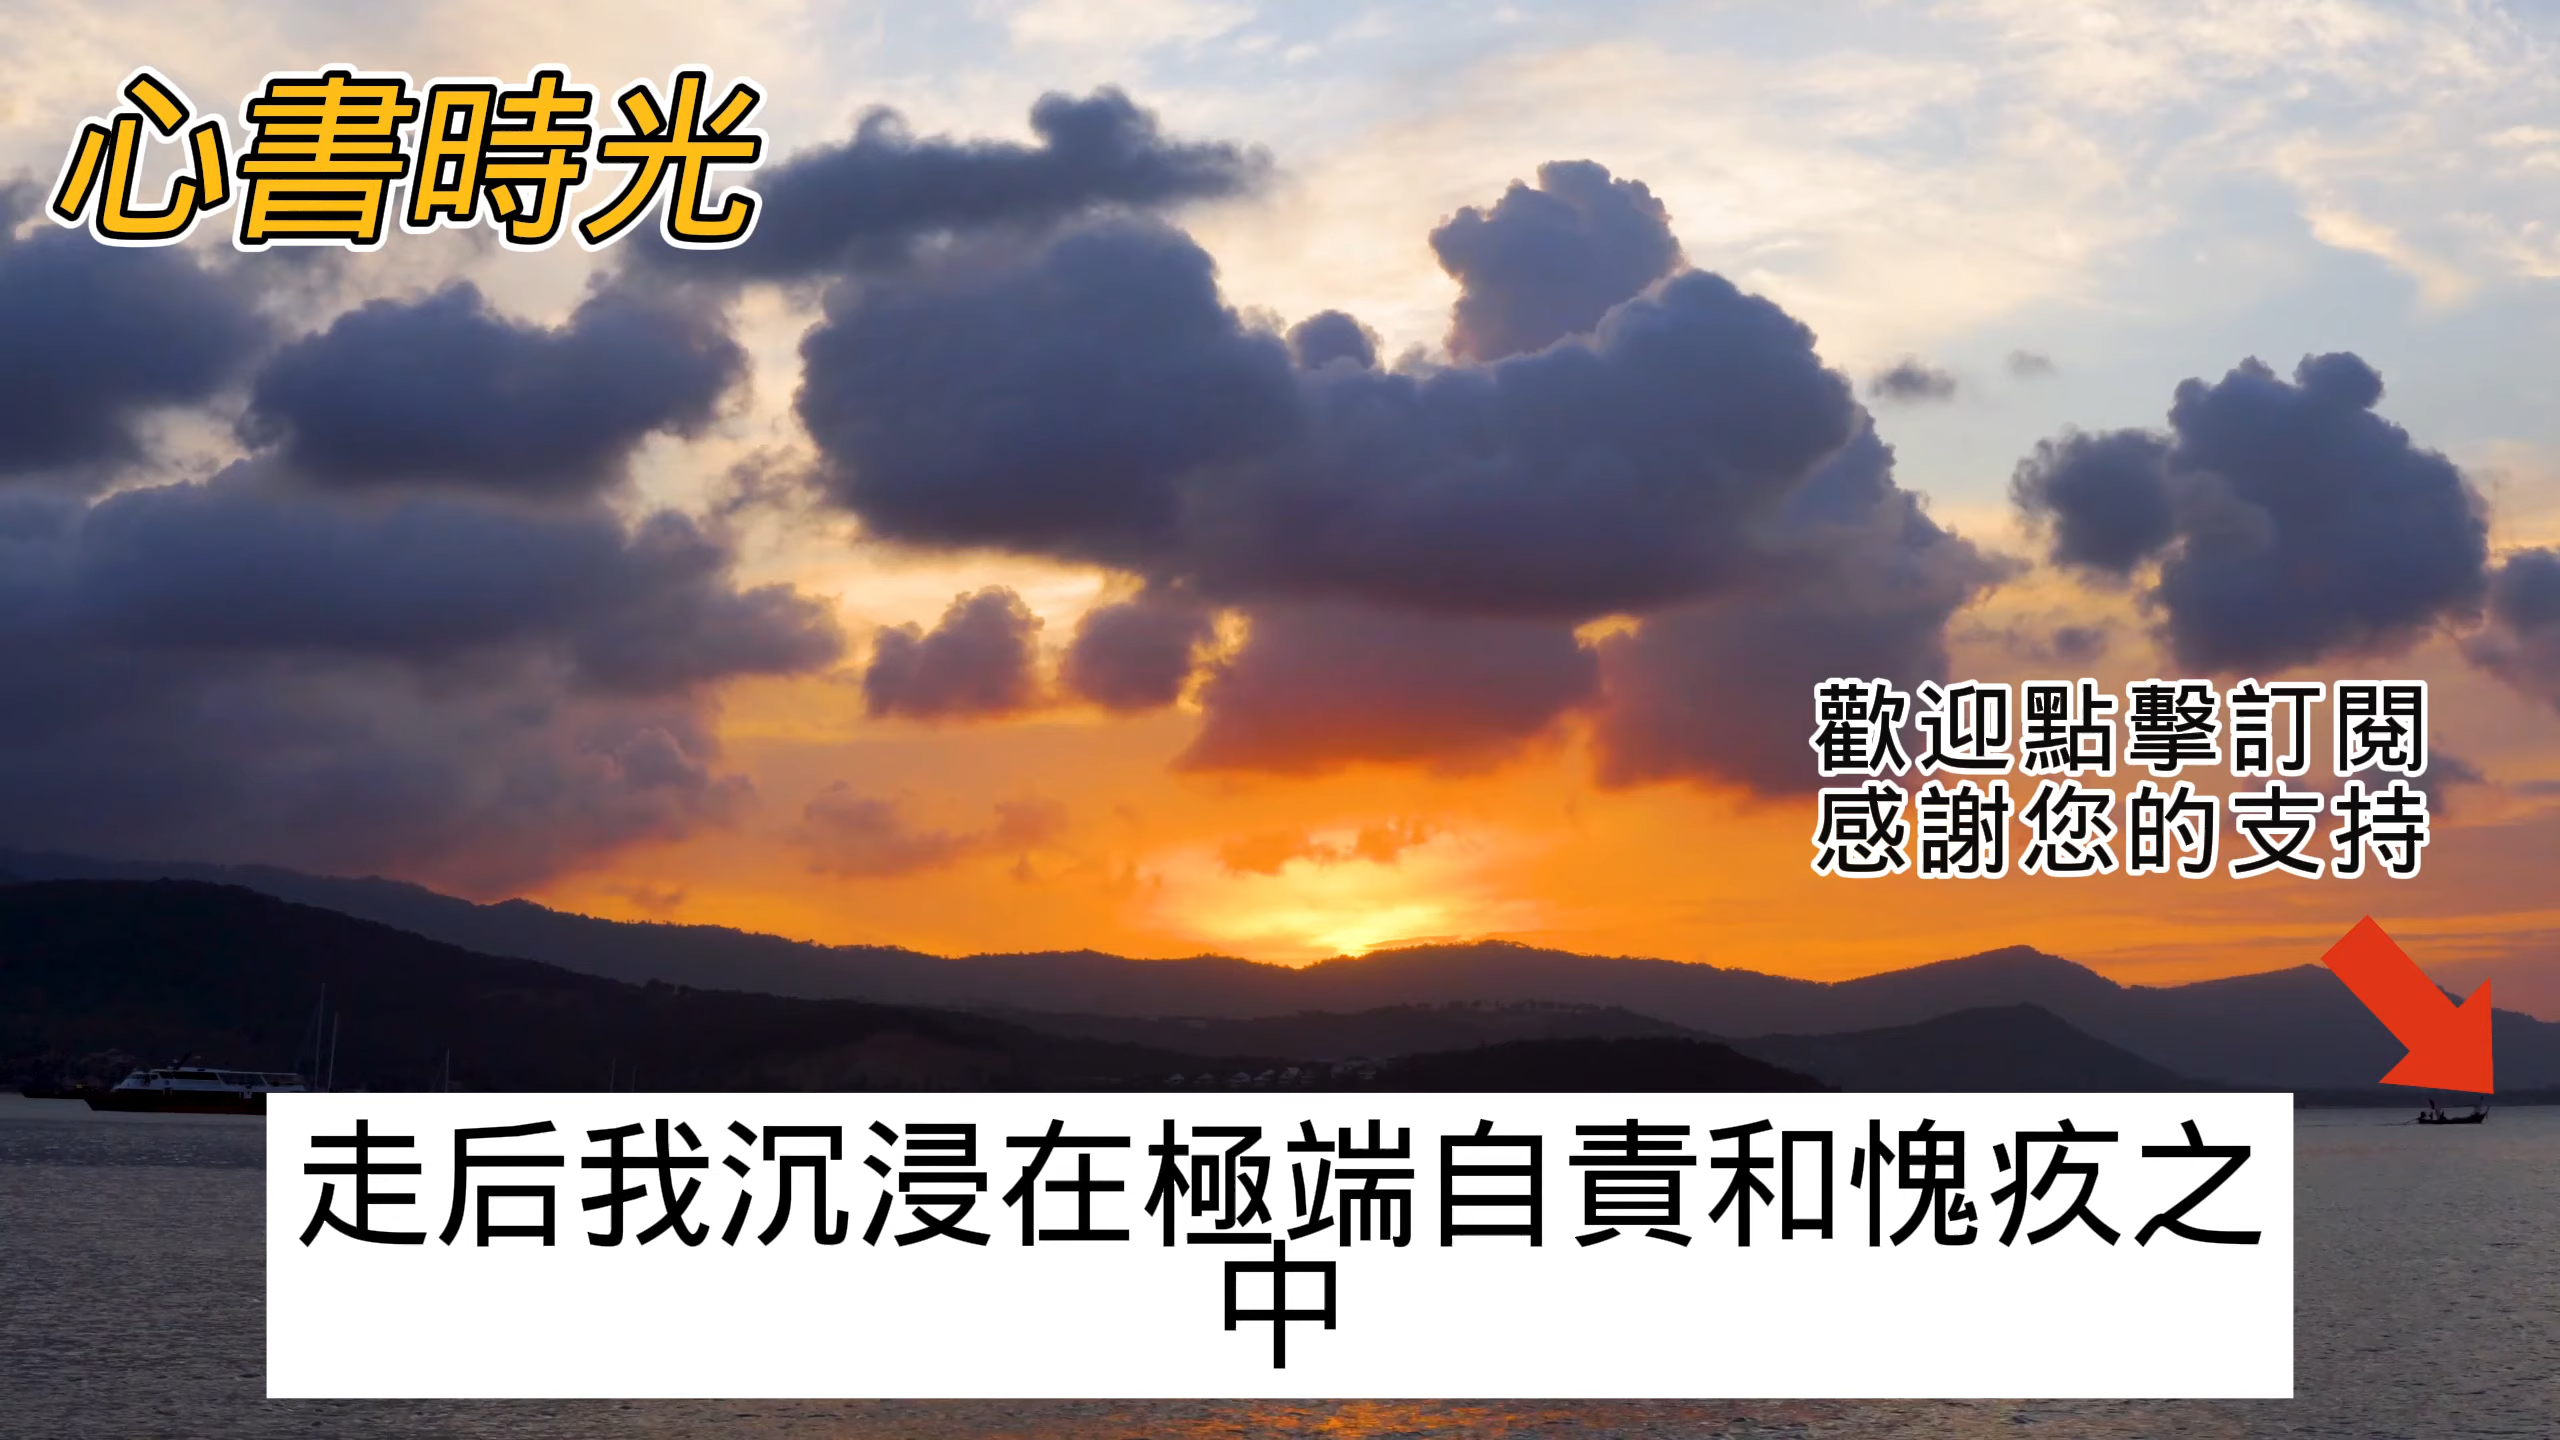 心書時光
歡迎點擊訂閱
感謝您的支持
走后我沉浸在極端自責和愧疚之
中